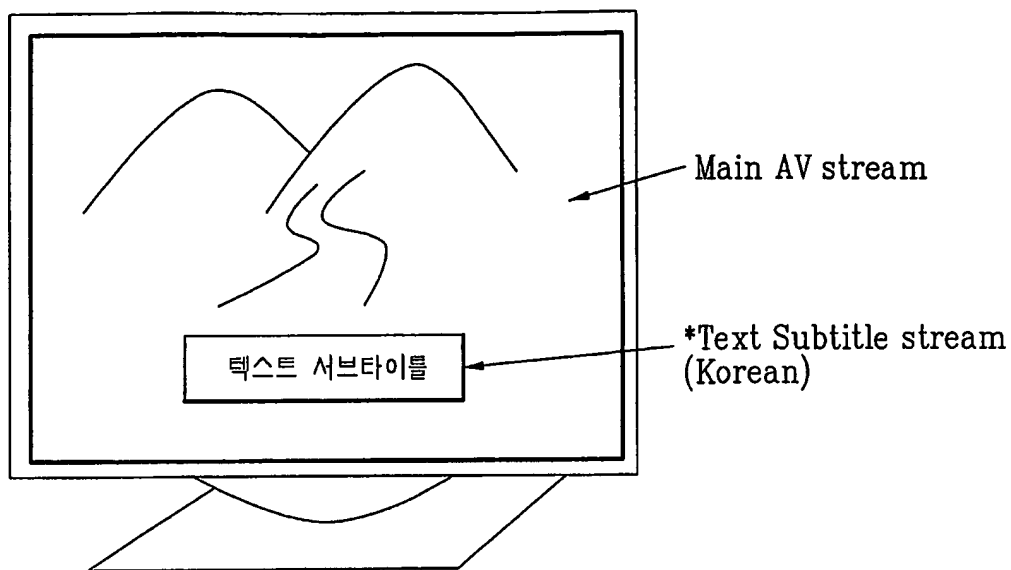 Main AV stream
텍스트 서브타이틀
*Text Subtitle stream
(Korean)